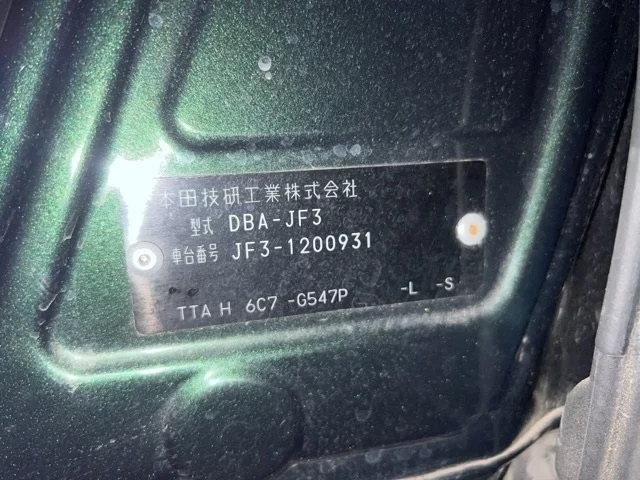 本田技研工業株式会社
型式 DBA-JF3
車台番号 JF3-1200931
TTA H 6C7 -G547P -L -S